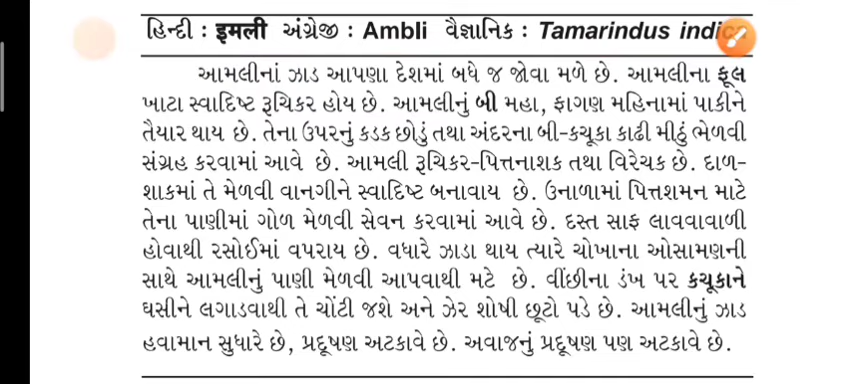 હિન્દી : इमली અંગ્રેજી : Ambli વૈજ્ઞાનિક : Tamarindus indica
આમલીનાં ઝાડ આપણા દેશમાં બધે જ જોવા મળે છે. આમલીના ફૂલ
ખાટા સ્વાદિષ્ટ રૂચિકર હોય છે. આમલીનું બી મહા, ફાગણ મહિનામાં પાકીને
તૈયાર થાય છે. તેના ઉપરનું કડક છોડું તથા અંદરના બી-કચૂકા કાઢી મીઠું ભેળવી
સંગ્રહ કરવામાં આવે છે. આમલી રૂચિકર-પિત્તનાશક તથા વિરેચક છે. દાળ-
શાકમાં તે મેળવી વાનગીને સ્વાદિષ્ટ બનાવાય છે. ઉનાળામાં પિત્તશમન માટે
તેના પાણીમાં ગોળ મેળવી સેવન કરવામાં આવે છે. દસ્ત સાફ લાવવાવાળી
હોવાથી રસોઈમાં વપરાય છે. વધારે ઝાડા થાય ત્યારે ચોખાના ઓસામણની
સાથે આમલીનું પાણી મેળવી આપવાથી મટે છે. વીંછીના ડંખ પર કચૂકાને
ઘસીને લગાડવાથી તે ચોંટી જશે અને ઝેર શોષી છૂટો પડે છે. આમલીનું ઝાડ
હવામાન સુધારે છે, પ્રદૂષણ અટકાવે છે. અવાજનું પ્રદૂષણ પણ અટકાવે છે.